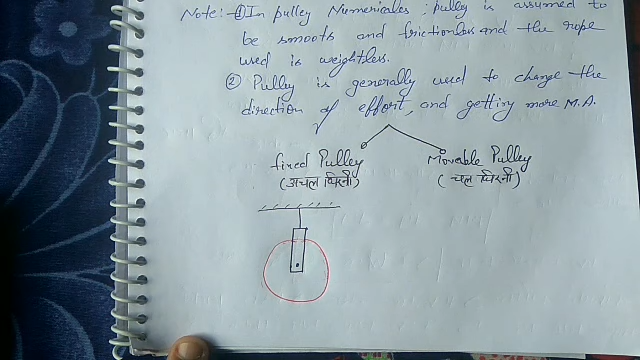 Note:- ① In pulley Numericales; pully is assumed to
be smooth and frictionless and the rope
used is weightless.
② Pulley is generally used to change the
direction of effort, and getting more M.A.
fixed Pulley
Movable Pulley
(अचल घिरनी)
(चल घिरनी)